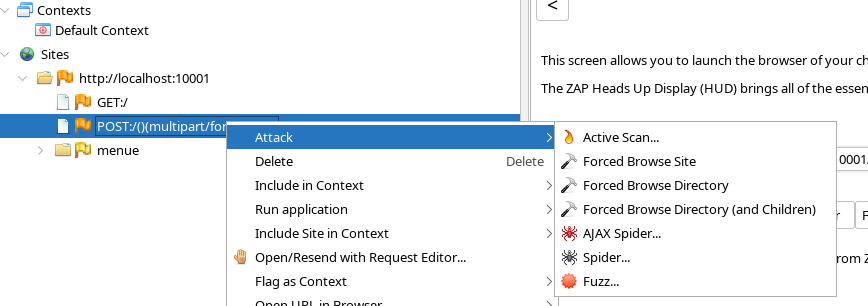 Contexts
Default Context
Sites
http://localhost:10001
GET:/
POST:/()(multipart/for
menue
<
This screen allows you to launch the browser of your ch
The ZAP Heads Up Display (HUD) brings all of the essen
0001/
F
rom Z
Attack
Delete Delete
Include in Context
Run application
Include Site in Context
Open/Resend with Request Editor...
Flag as Context
Open URL in Browser
Active Scan...
Forced Browse Site
Forced Browse Directory
Forced Browse Directory (and Children)
AJAX Spider...
Spider...
Fuzz...